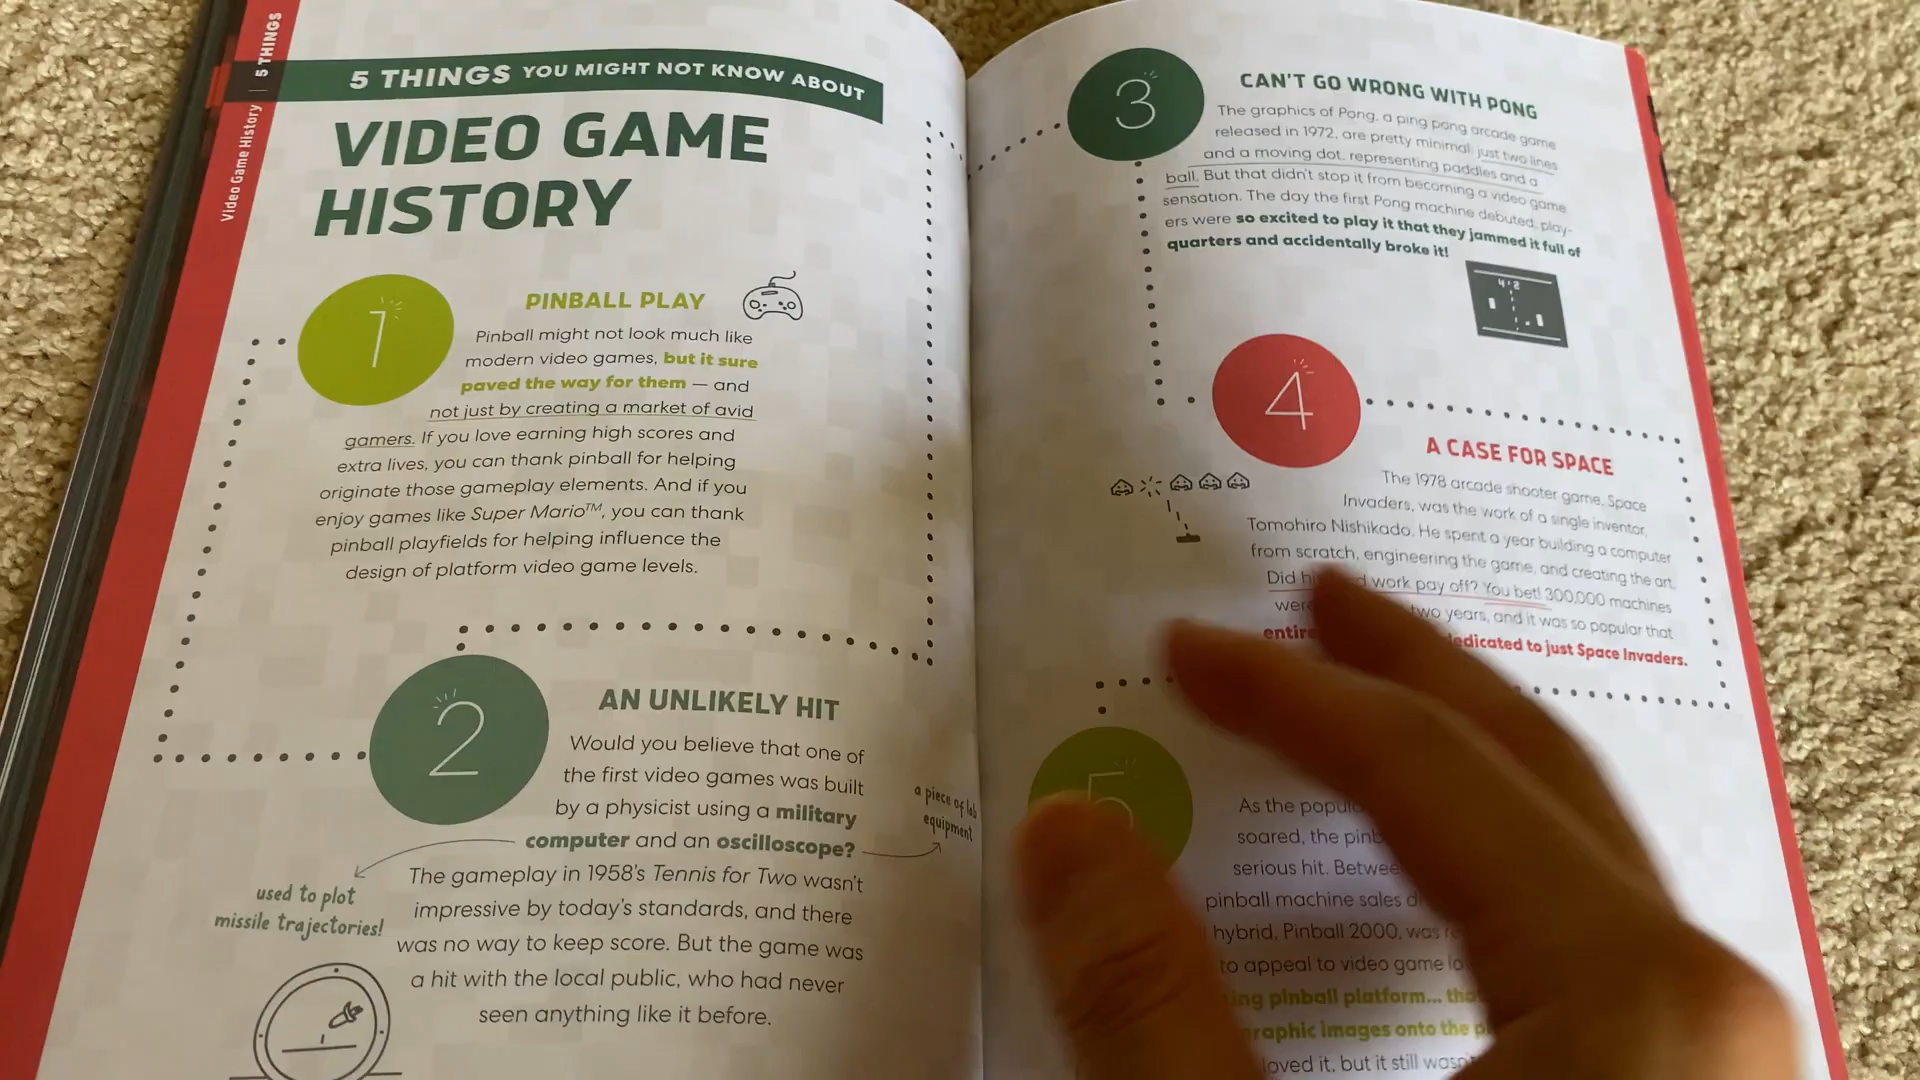 5 THINGS
Video Game History
5 THINGS YOU MIGHT NOT KNOW ABOUT
VIDEO GAME
HISTORY
1
PINBALL PLAY
Pinball might not look much like
modern video games, but it sure
paved the way for them — and
not just by creating a market of avid
gamers. If you love earning high scores and
extra lives, you can thank pinball for helping
originate those gameplay elements. And if you
enjoy games like Super Mario™, you can thank
pinball playfields for helping influence the
design of platform video game levels.
2
AN UNLIKELY HIT
Would you believe that one of
the first video games was built
by a physicist using a military
computer and an oscilloscope?
used to plot
missile trajectories!
a piece of lab
equipment
The gameplay in 1958's Tennis for Two wasn't
impressive by today's standards, and there
was no way to keep score. But the game was
a hit with the local public, who had never
seen anything like it before.
3
CAN'T GO WRONG WITH PONG
The graphics of Pong, a ping pong arcade game
released in 1972, are pretty minimal: just two lines
and a moving dot, representing paddles and a
ball. But that didn't stop it from becoming a video game
sensation. The day the first Pong machine debuted, play-
ers were so excited to play it that they jammed it full of
quarters and accidentally broke it!
4 2
4
A CASE FOR SPACE
The 1978 arcade shooter game, Space
Invaders, was the work of a single inventor,
Tomohiro Nishikado. He spent a year building a computer
from scratch, engineering the game, and creating the art.
Did work pay off? You bet! 300,000 machines
were two years, and it was so popular that
entire dedicated to just Space Invaders.
5
As the
soared, the
serious hit.
pinball machine sales
hybrid, Pinball 2000, was
to appeal to video game
pinball platform...
graphic images onto the
loved it, but it still